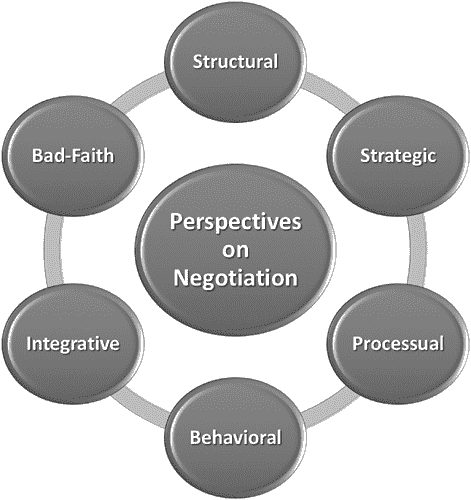 Structural
Strategic
Processual
Behavioral
Integrative
Bad-Faith
Perspectives
on
Negotiation